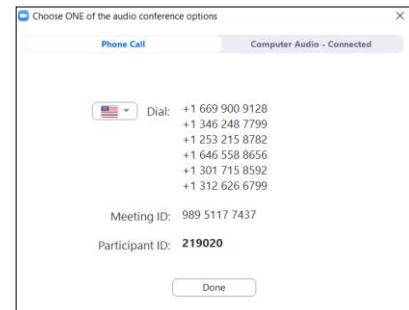 Choose ONE of the audio conference options
Phone Call Computer Audio - Connected
Dial: +1 669 900 9128
+1 346 248 7799
+1 253 215 8782
+1 646 558 8656
+1 301 715 8592
+1 312 626 6799
Meeting ID: 989 5117 7437
Participant ID: 219020
Done